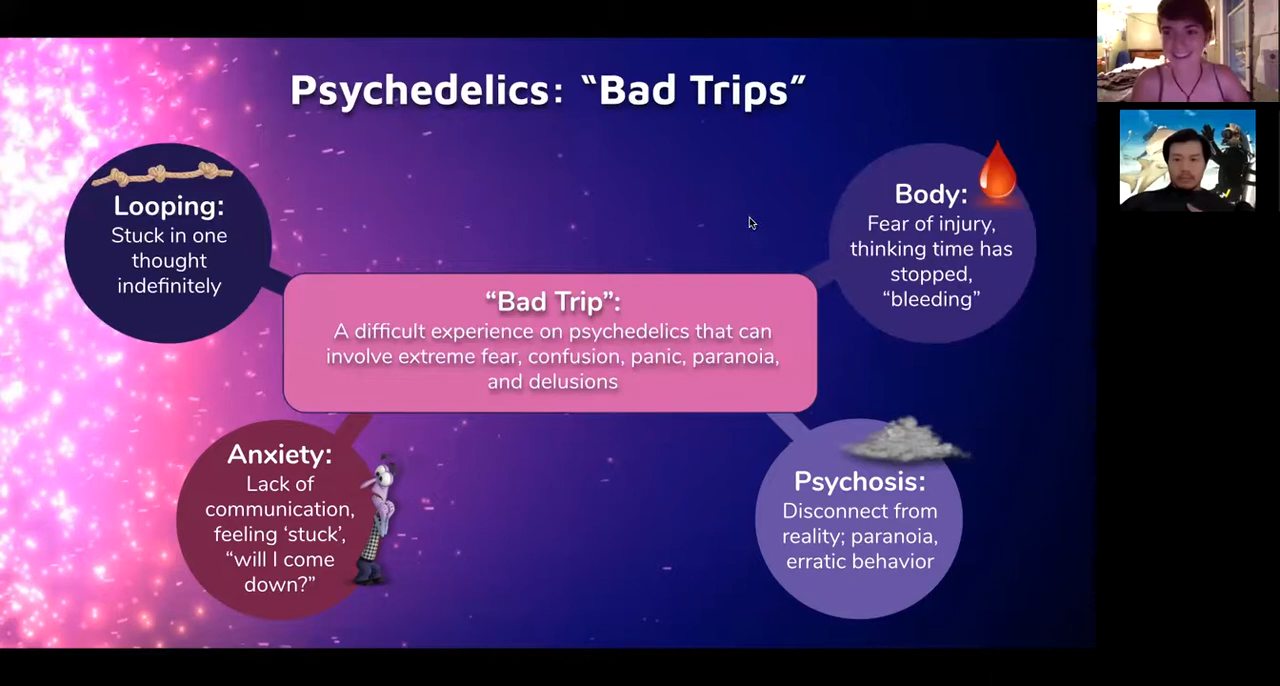 Psychedelics: “Bad Trips”
Looping:
Stuck in one
thought
indefinitely
Body:
Fear of injury,
thinking time has
stopped,
“bleeding”
“Bad Trip”:
A difficult experience on psychedelics that can
involve extreme fear, confusion, panic, paranoia,
and delusions
Anxiety:
Lack of
communication,
feeling ‘stuck’,
“will I come
down?”
Psychosis:
Disconnect from
reality; paranoia,
erratic behavior